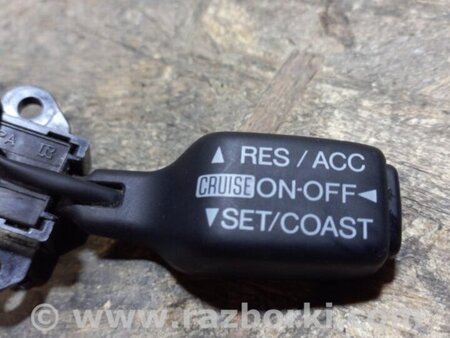 ▲ RES / ACC
CRUISE ON-OFF ◄
▼ SET/COAST
© www.razborki.com